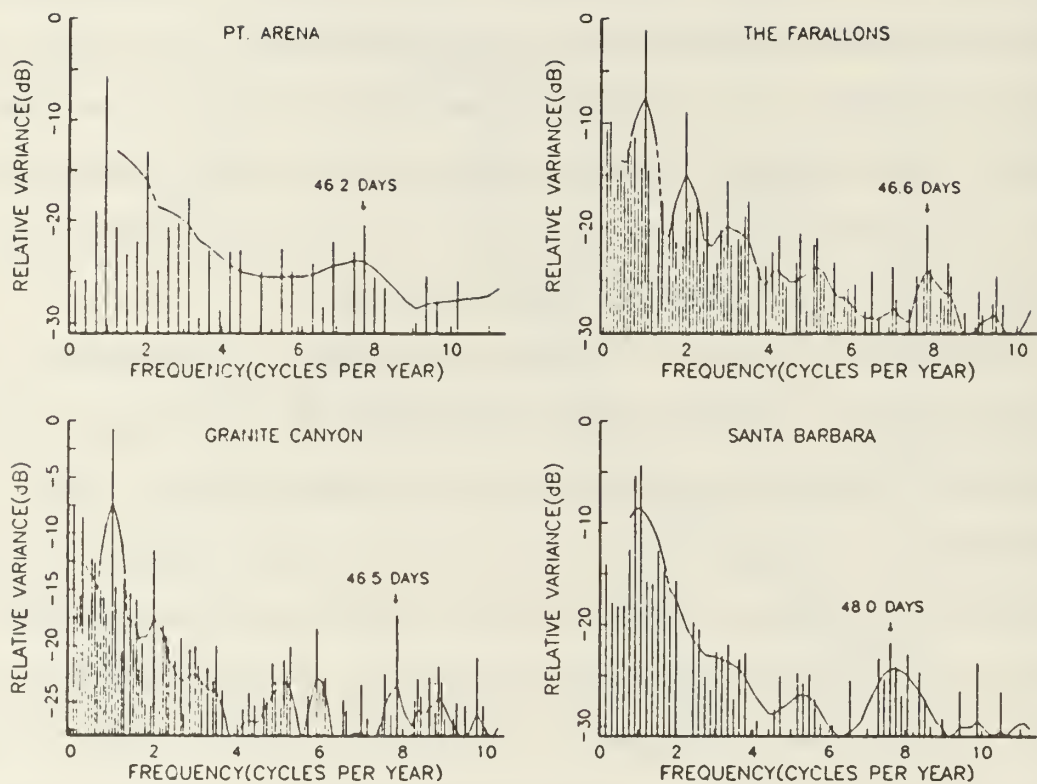 PT. ARENA
RELATIVE VARIANCE(dB)
0
-10
-20
-30
46.2 DAYS
0 2 4 6 8 10
FREQUENCY(CYCLES PER YEAR)
THE FARALLONS
RELATIVE VARIANCE(dB)
0
-10
-20
-30
46.6 DAYS
0 2 4 6 8 10
FREQUENCY(CYCLES PER YEAR)
GRANITE CANYON
RELATIVE VARIANCE(dB)
0
-5
-10
-15
-20
-25
46.5 DAYS
0 2 4 6 8 10
FREQUENCY(CYCLES PER YEAR)
SANTA BARBARA
RELATIVE VARIANCE(dB)
0
-10
-20
-30
48.0 DAYS
0 2 4 6 8 10
FREQUENCY(CYCLES PER YEAR)